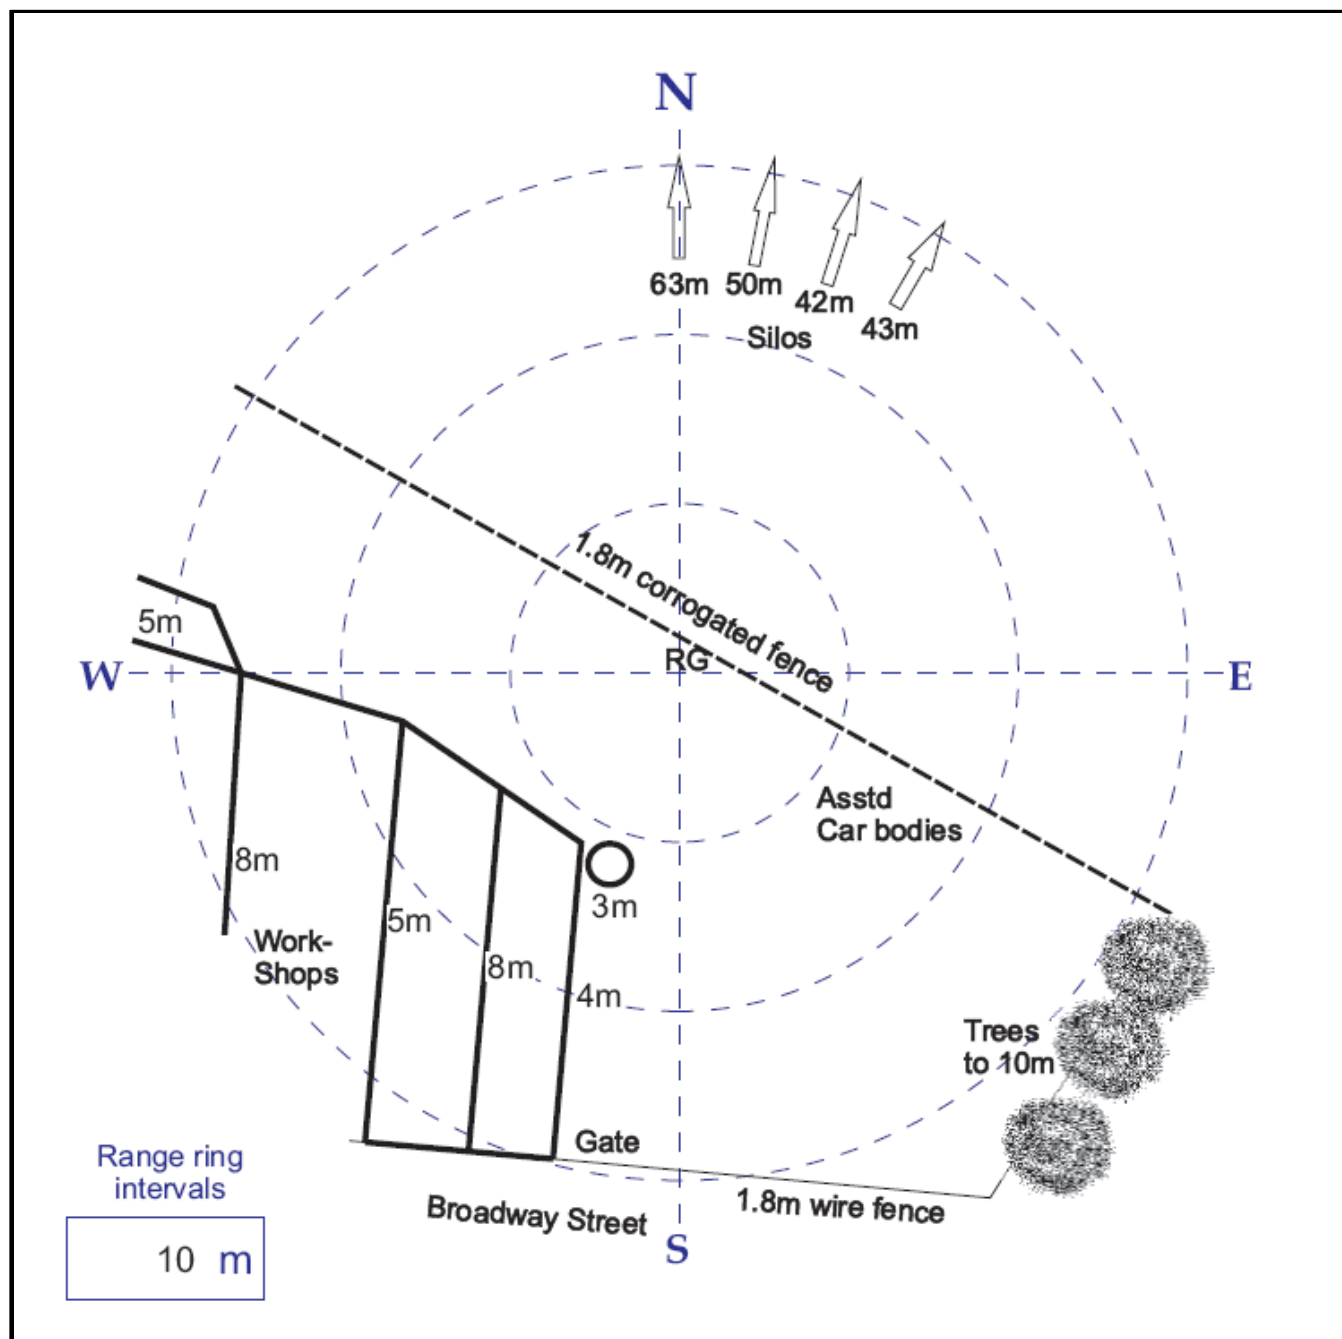 N
63m
50m
42m
43m
Silos
1.8m corrogated fence
5m
RG
W
E
Asstd
Car bodies
8m
5m
3m
Work-
Shops
8m
4m
Trees
to 10m
Gate
Range ring
intervals
1.8m wire fence
Broadway Street
S
10 m